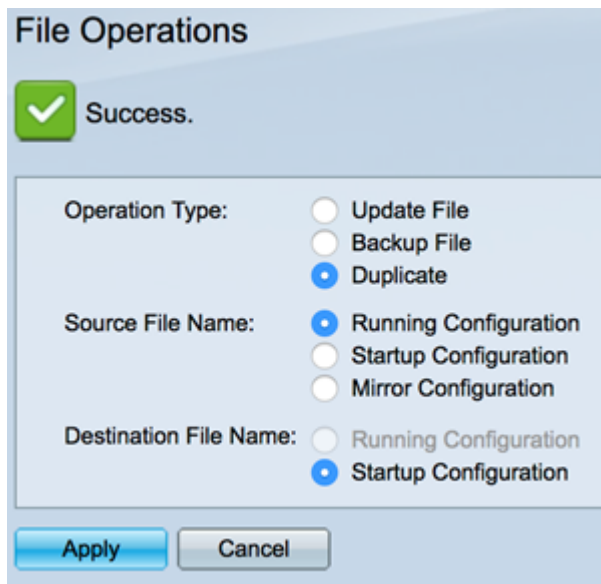 File Operations
Success.
Operation Type: Update File
Backup File
Duplicate
Source File Name: Running Configuration
Startup Configuration
Mirror Configuration
Destination File Name: Running Configuration
Startup Configuration
Apply Cancel